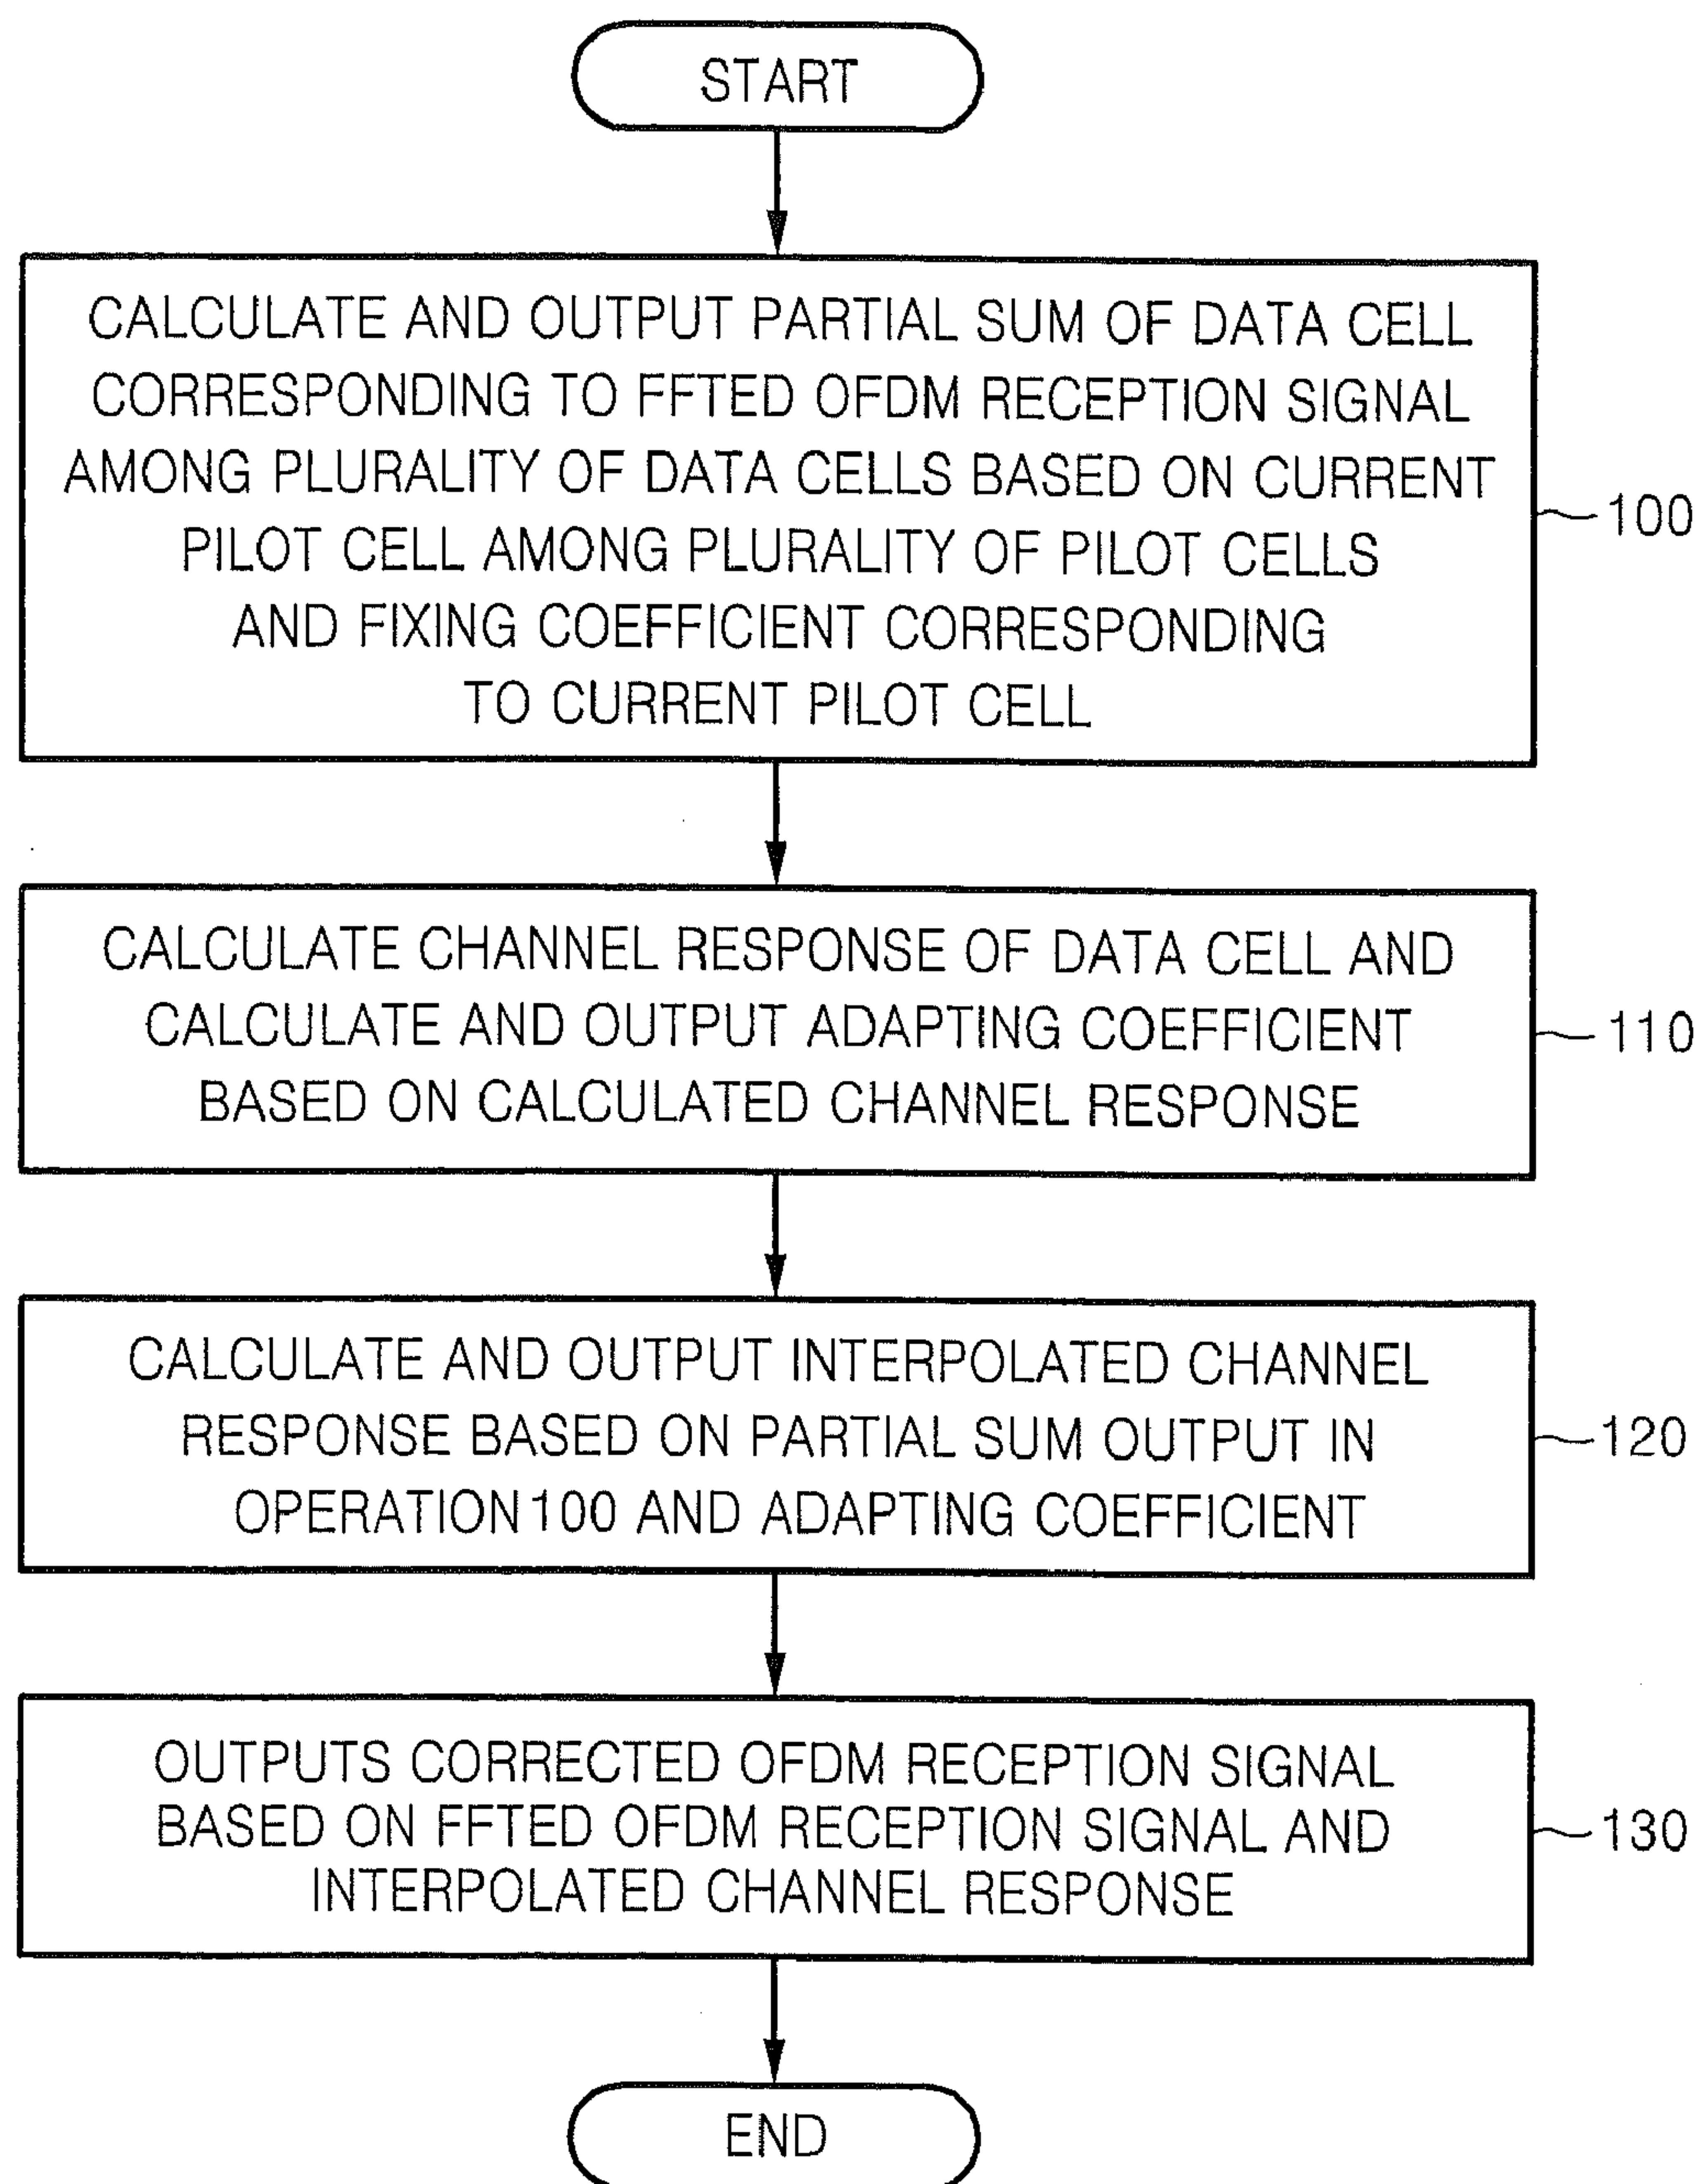 START
CALCULATE AND OUTPUT PARTIAL SUM OF DATA CELL
CORRESPONDING TO FFTED OFDM RECEPTION SIGNAL
AMONG PLURALITY OF DATA CELLS BASED ON CURRENT
PILOT CELL AMONG PLURALITY OF PILOT CELLS
AND FIXING COEFFICIENT CORRESPONDING
TO CURRENT PILOT CELL
100
CALCULATE CHANNEL RESPONSE OF DATA CELL AND
CALCULATE AND OUTPUT ADAPTING COEFFICIENT
BASED ON CALCULATED CHANNEL RESPONSE
110
CALCULATE AND OUTPUT INTERPOLATED CHANNEL
RESPONSE BASED ON PARTIAL SUM OUTPUT IN
OPERATION 100 AND ADAPTING COEFFICIENT
120
OUTPUTS CORRECTED OFDM RECEPTION SIGNAL
BASED ON FFTED OFDM RECEPTION SIGNAL AND
INTERPOLATED CHANNEL RESPONSE
130
END